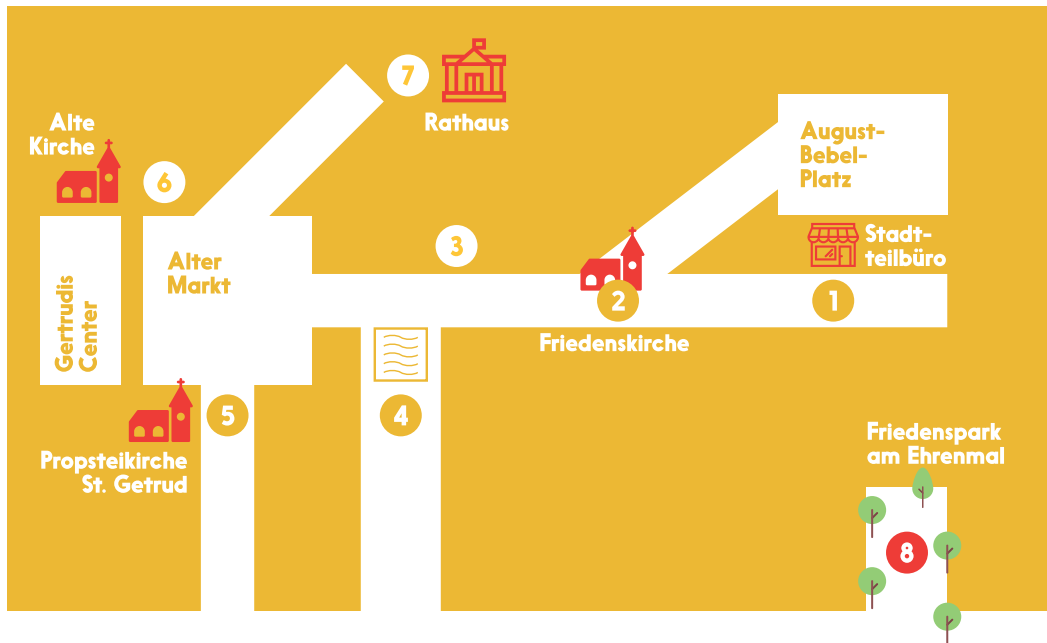 7
Rathaus
Alte
Kirche
6
August-
Bebel-
Platz
3
Stadt-
teilbüro
Alter
Markt
Gertrudis
Center
2
1
Friedenskirche
5
4
Propsteikirche
St. Getrud
Friedenspark
am Ehrenmal
8